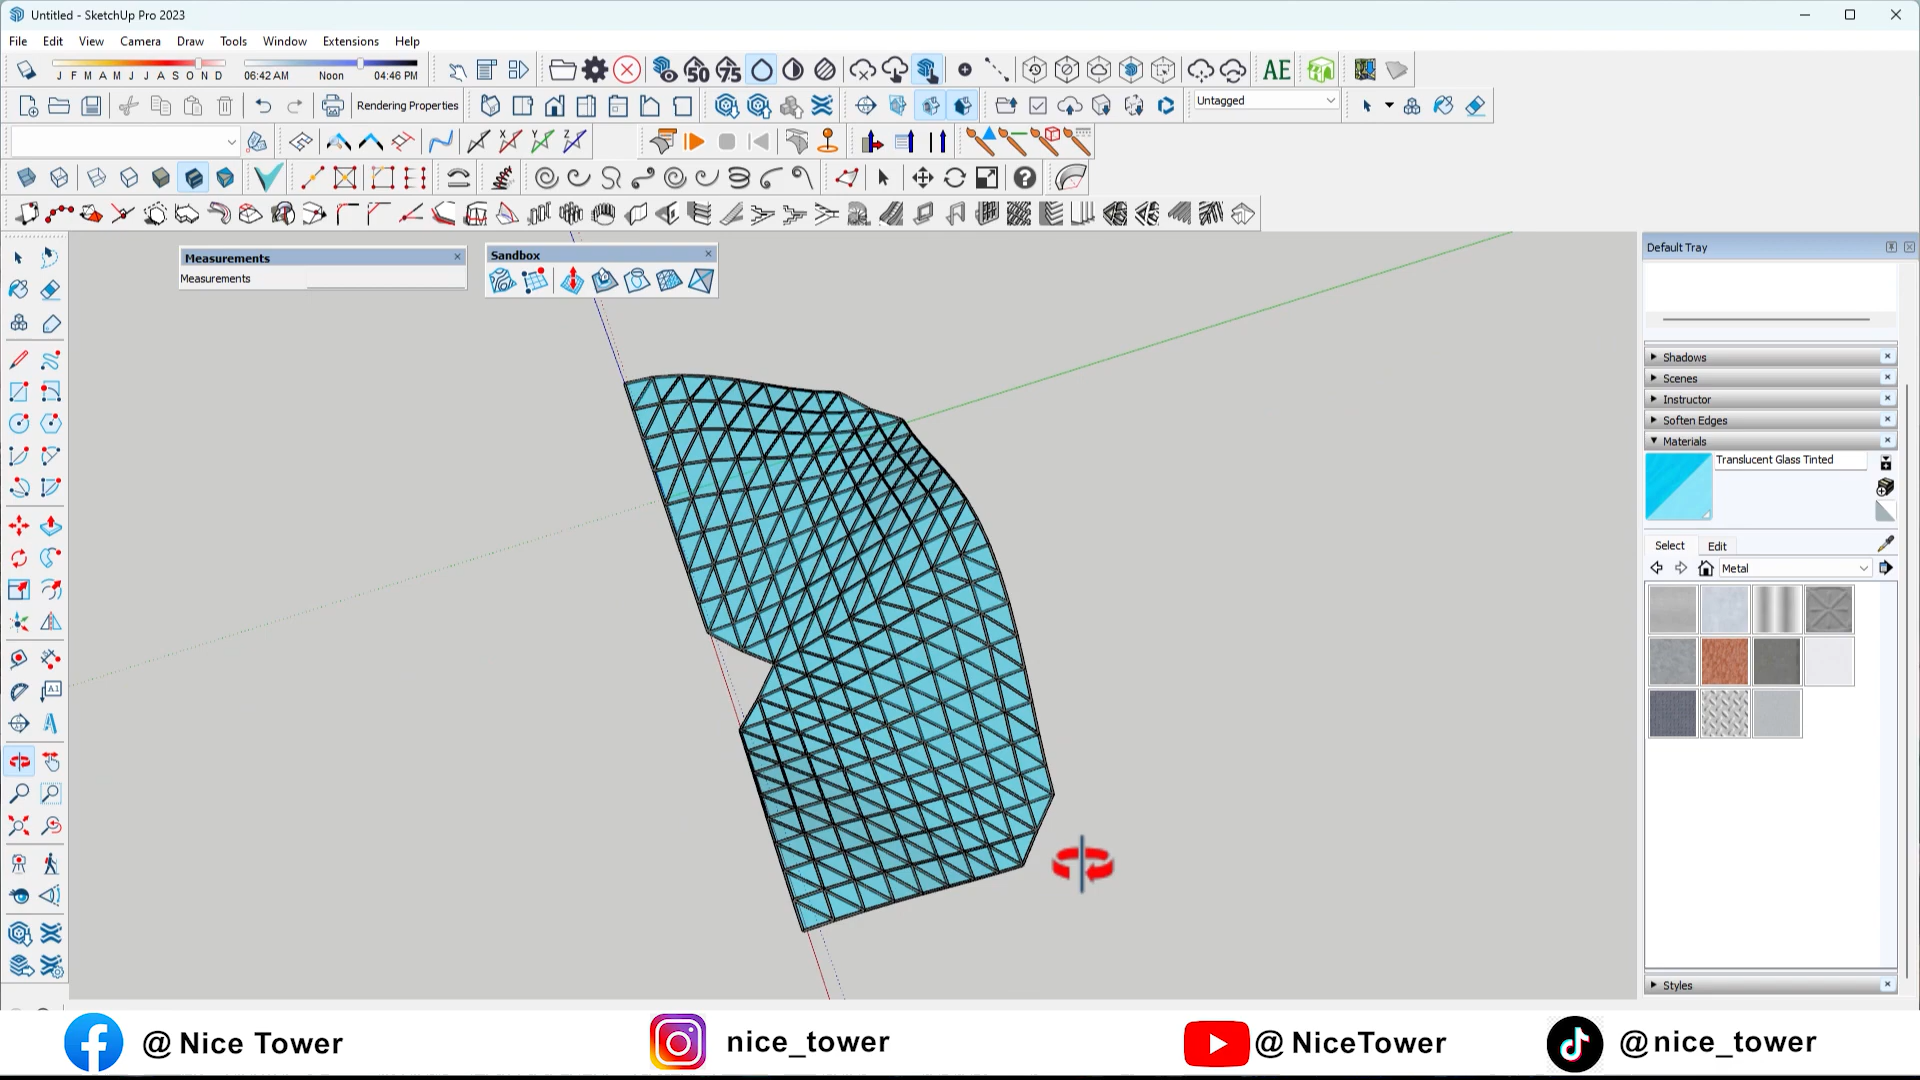 Untitled - SketchUp Pro 2023
File Edit View Camera Draw Tools Window Extensions Help
J F M A M J J A S O N D 06:42 AM Noon 04:46 PM
50 75 AE
Rendering Properties
Untagged
X Y Z
Measurements
Measurements
Sandbox
Default Tray
Shadows
Scenes
Instructor
Soften Edges
Materials
Translucent Glass Tinted
Select Edit
Metal
Styles
@ Nice Tower
nice_tower
@ NiceTower
@nice_tower